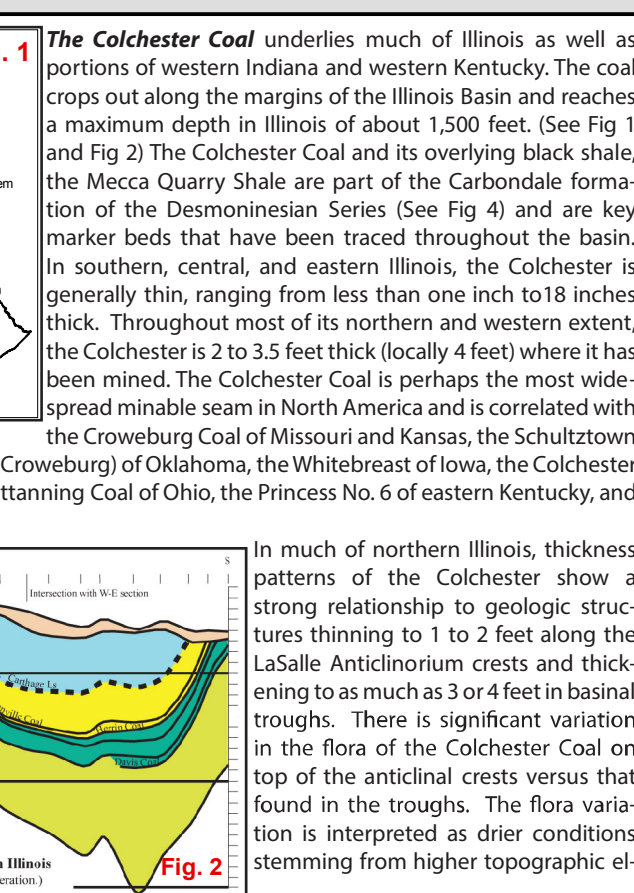 . 1
The Colchester Coal underlies much of Illinois as well as
portions of western Indiana and western Kentucky. The coal
crops out along the margins of the Illinois Basin and reaches
a maximum depth in Illinois of about 1,500 feet. (See Fig 1
and Fig 2) The Colchester Coal and its overlying black shale,
the Mecca Quarry Shale are part of the Carbondale forma-
tion of the Desmoninesian Series (See Fig 4) and are key
marker beds that have been traced throughout the basin.
In southern, central, and eastern Illinois, the Colchester is
generally thin, ranging from less than one inch to18 inches
thick. Throughout most of its northern and western extent,
the Colchester is 2 to 3.5 feet thick (locally 4 feet) where it has
been mined. The Colchester Coal is perhaps the most wide-
spread minable seam in North America and is correlated with
the Croweburg Coal of Missouri and Kansas, the Schultztown
Croweburg) of Oklahoma, the Whitebreast of Iowa, the Colchester
ttanning Coal of Ohio, the Princess No. 6 of eastern Kentucky, and
em
S
Intersection with W-E section
Carthage Ls.
nville Coal
Herrin Coal
Davis Coal
n Illinois
eration.)
Fig. 2
In much of northern Illinois, thickness
patterns of the Colchester show a
strong relationship to geologic struc-
tures thinning to 1 to 2 feet along the
LaSalle Anticlinorium crests and thick-
ening to as much as 3 or 4 feet in basinal
troughs. There is significant variation
in the flora of the Colchester Coal on
top of the anticlinal crests versus that
found in the troughs. The flora varia-
tion is interpreted as drier conditions
stemming from higher topographic el-